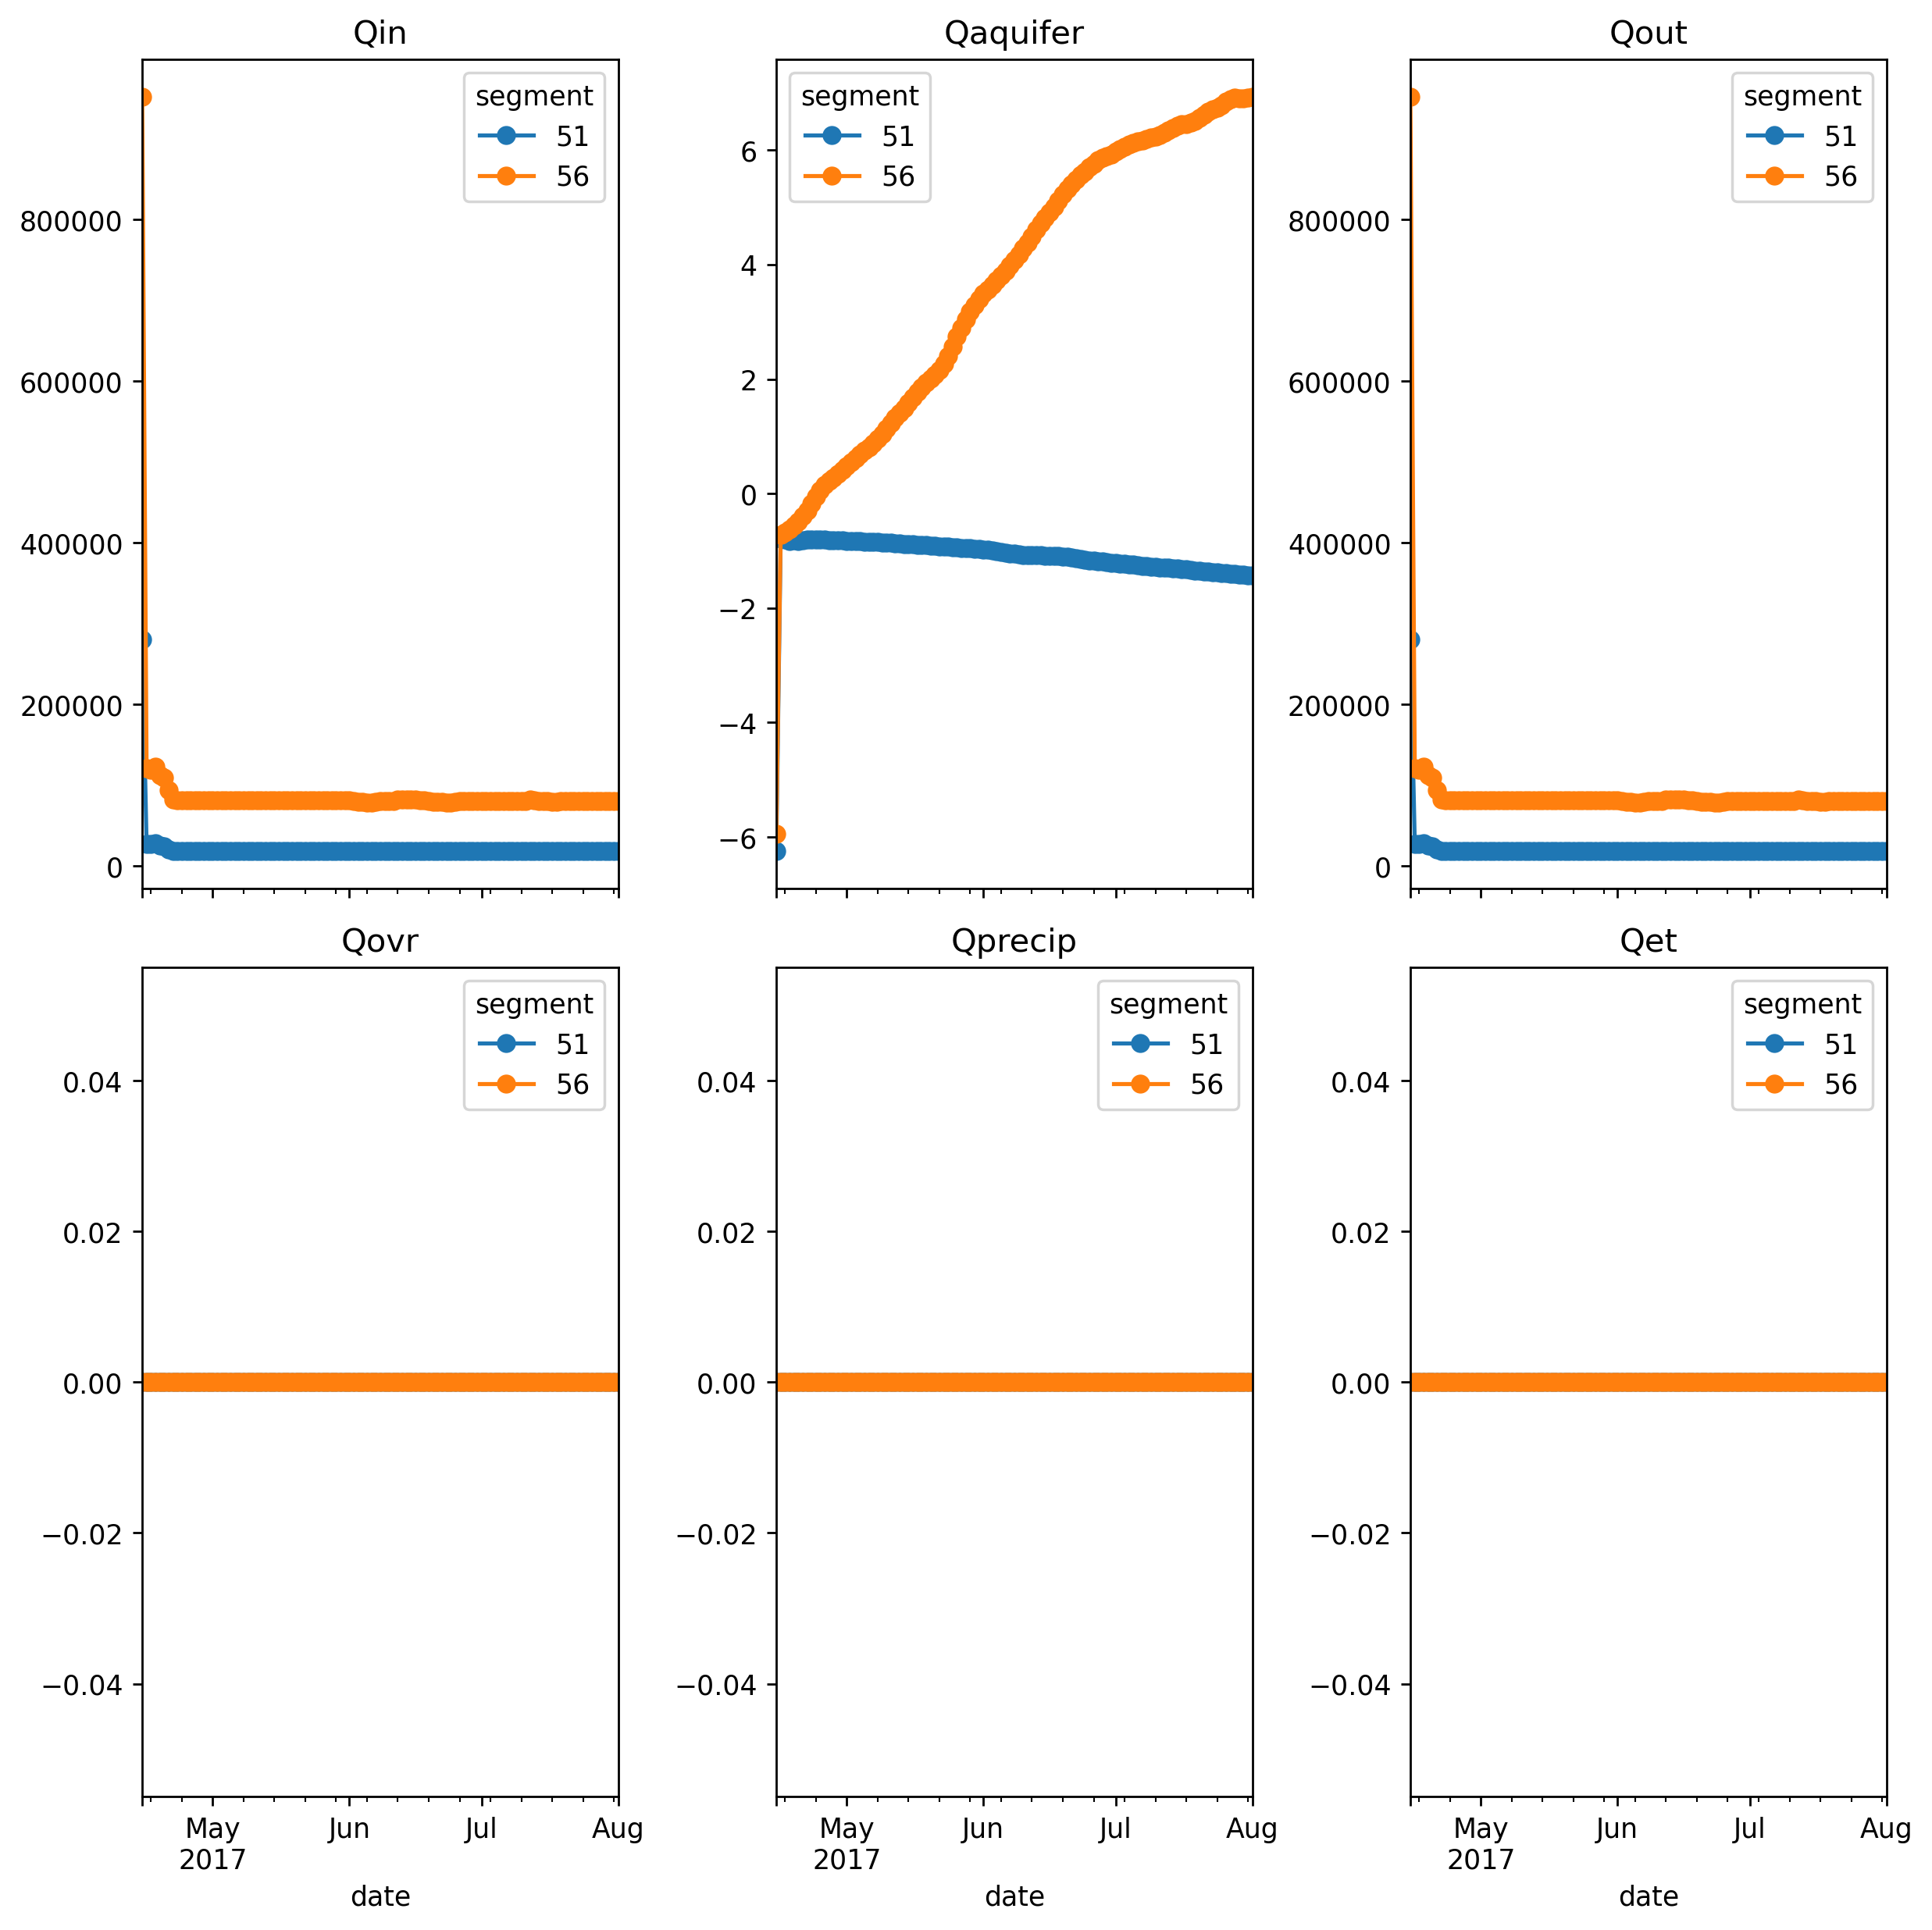 Qin
segment
51
56
800000
600000
400000
200000
0
Qaquifer
segment
51
56
6
4
2
0
−2
−4
−6
Qout
segment
51
56
800000
600000
400000
200000
0
Qovr
segment
51
56
0.04
0.02
0.00
−0.02
−0.04
May
2017
Jun
Jul
Aug
date
Qprecip
segment
51
56
0.04
0.02
0.00
−0.02
−0.04
May
2017
Jun
Jul
Aug
date
Qet
segment
51
56
0.04
0.02
0.00
−0.02
−0.04
May
2017
Jun
Jul
Aug
date